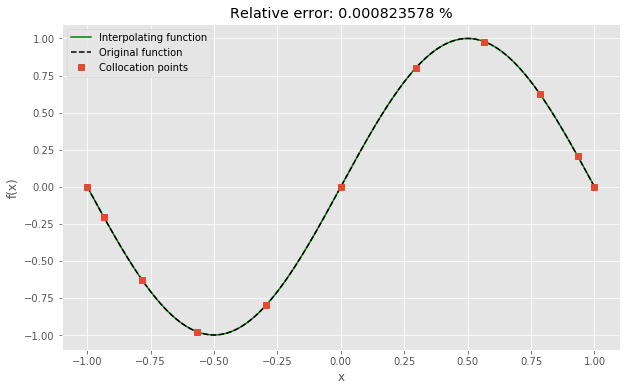 Relative error: 0.000823578 %
Interpolating function
Original function
Collocation points
1.00
0.75
0.50
0.25
0.00
−0.25
−0.50
−0.75
−1.00
f(x)
−1.00 −0.75 −0.50 −0.25 0.00 0.25 0.50 0.75 1.00
x